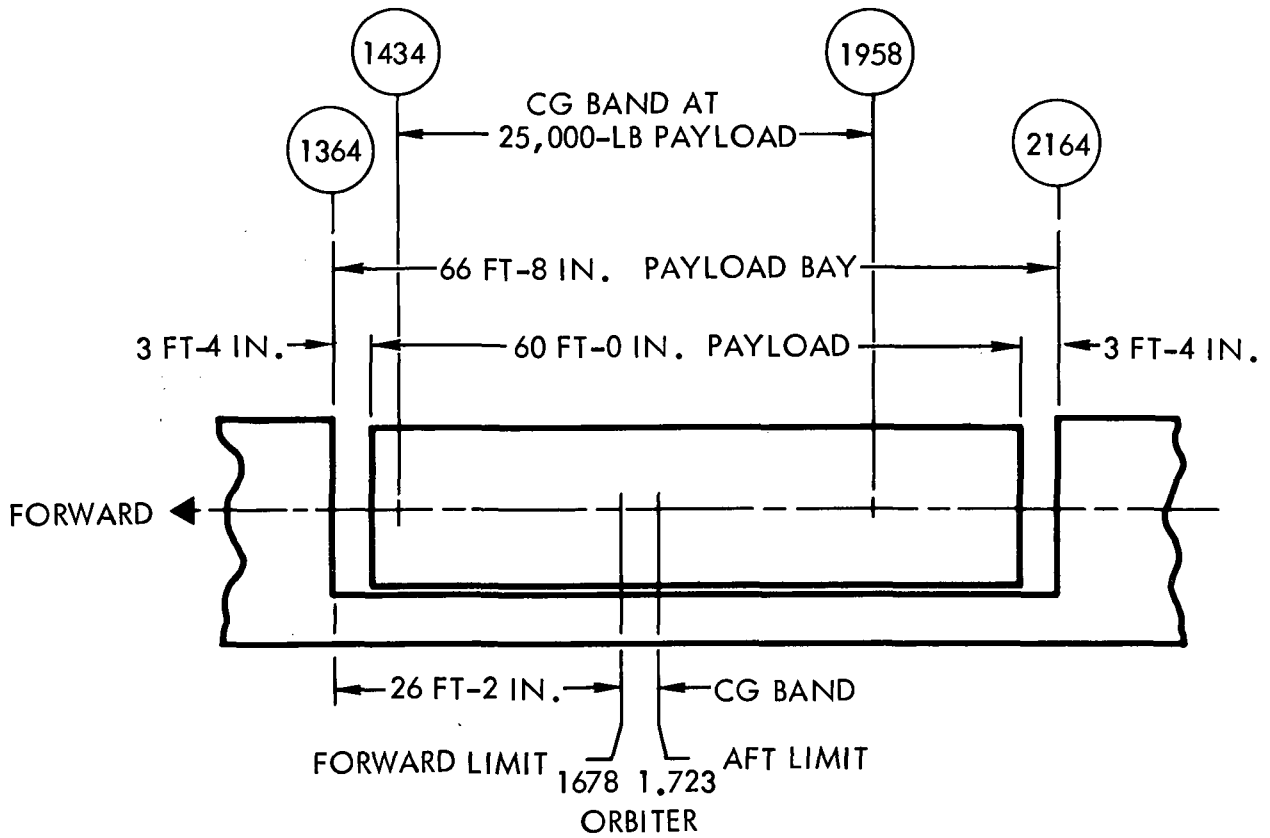 1434
1958
CG BAND AT
25,000-LB PAYLOAD
1364
2164
66 FT-8 IN. PAYLOAD BAY
3 FT-4 IN.
60 FT-0 IN. PAYLOAD
3 FT-4 IN.
FORWARD
26 FT-2 IN.
CG BAND
FORWARD LIMIT
AFT LIMIT
1678 1.723
ORBITER